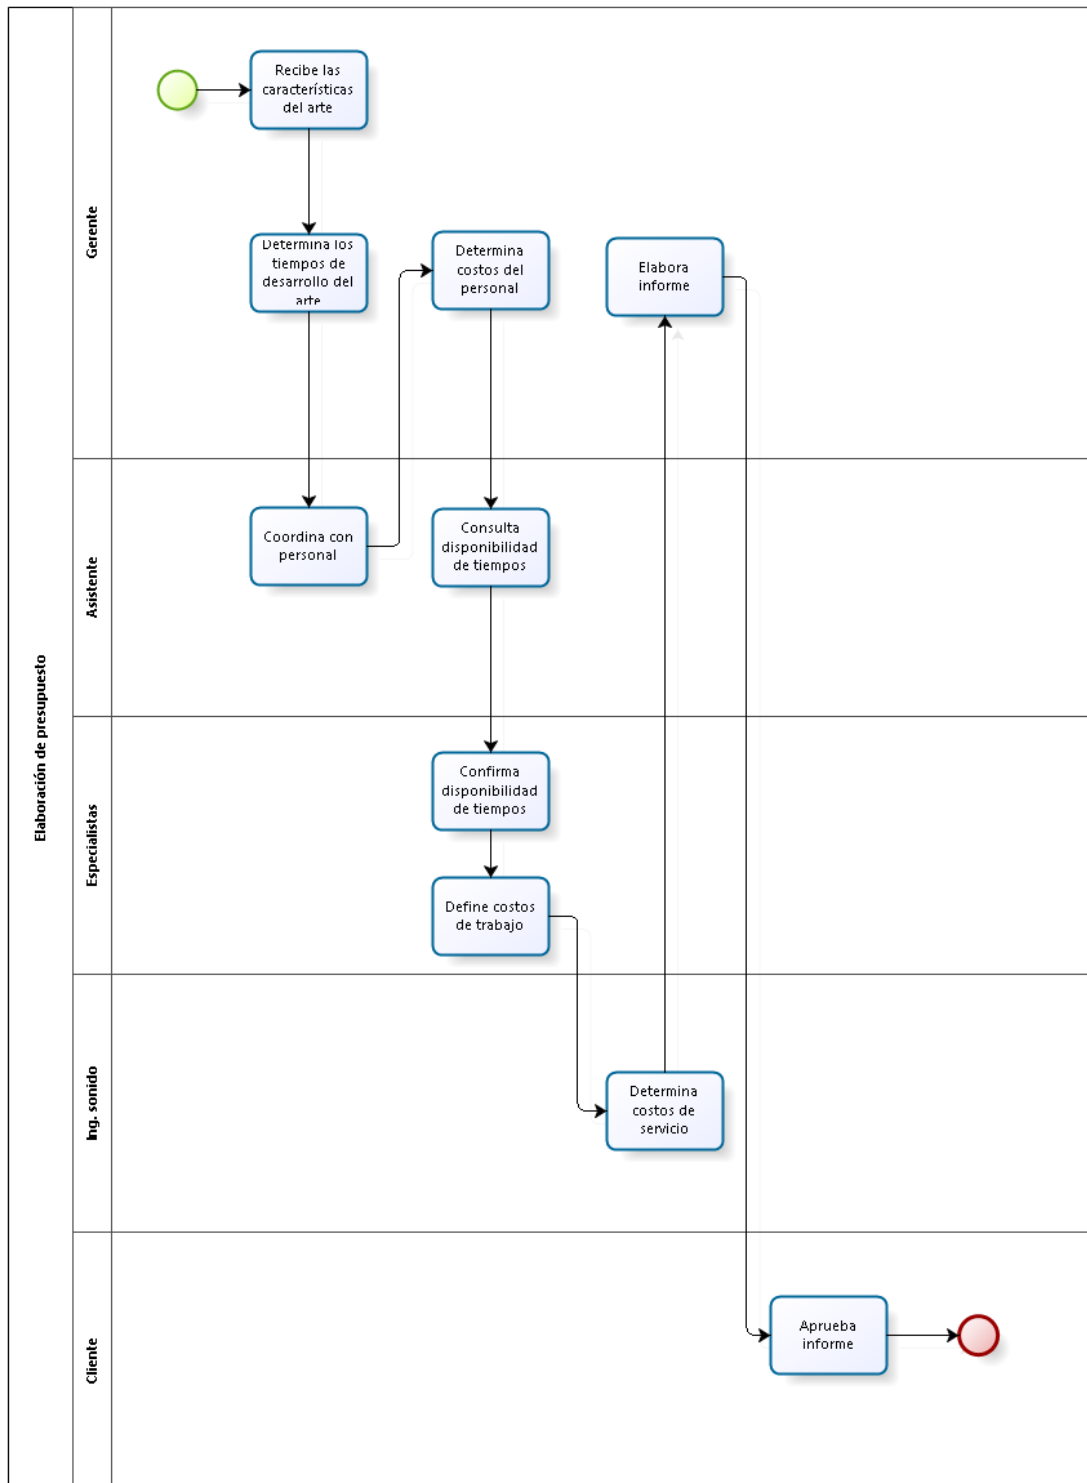 Elaboración de presupuesto
Gerente
Recibe las
características
del arte
Determina los
tiempos de
desarrollo del
arte
Determina
costos del
personal
Elabora
informe
Asistente
Coordina con
personal
Consulta
disponibilidad
de tiempos
Especialistas
Confirma
disponibilidad
de tiempos
Define costos
de trabajo
Ing. sonido
Determina
costos de
servicio
Cliente
Aprueba
informe